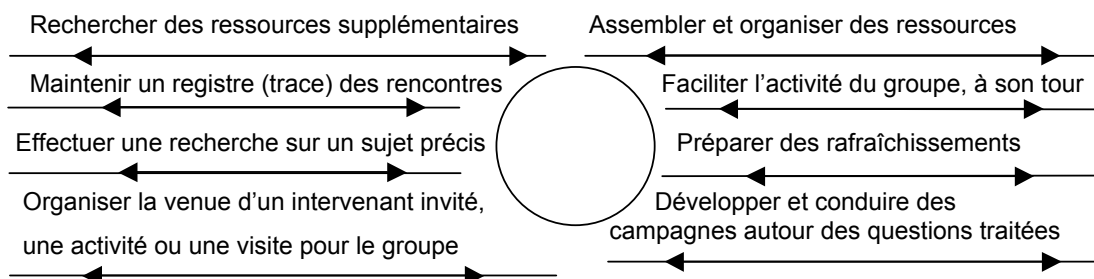 Rechercher des ressources supplémentaires
Maintenir un registre (trace) des rencontres
Effectuer une recherche sur un sujet précis
Organiser la venue d’un intervenant invité,
une activité ou une visite pour le groupe
Assembler et organiser des ressources
Faciliter l’activité du groupe, à son tour
Préparer des rafraîchissements
Développer et conduire des
campagnes autour des questions traitées